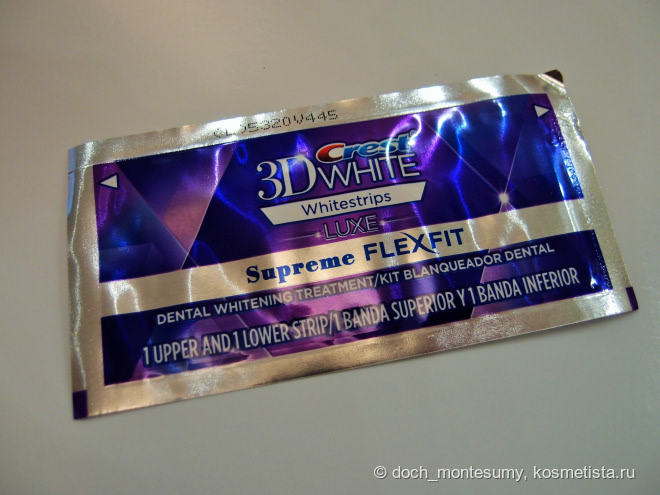 Crest
3D WHITE
Whitestrips
LUXE
Supreme FLEXFIT
DENTAL WHITENING TREATMENT/KIT BLANQUEADOR DENTAL
1 UPPER AND 1 LOWER STRIP/1 BANDA SUPERIOR Y 1 BANDA INFERIOR
© doch_montesumy, kosmetista.ru